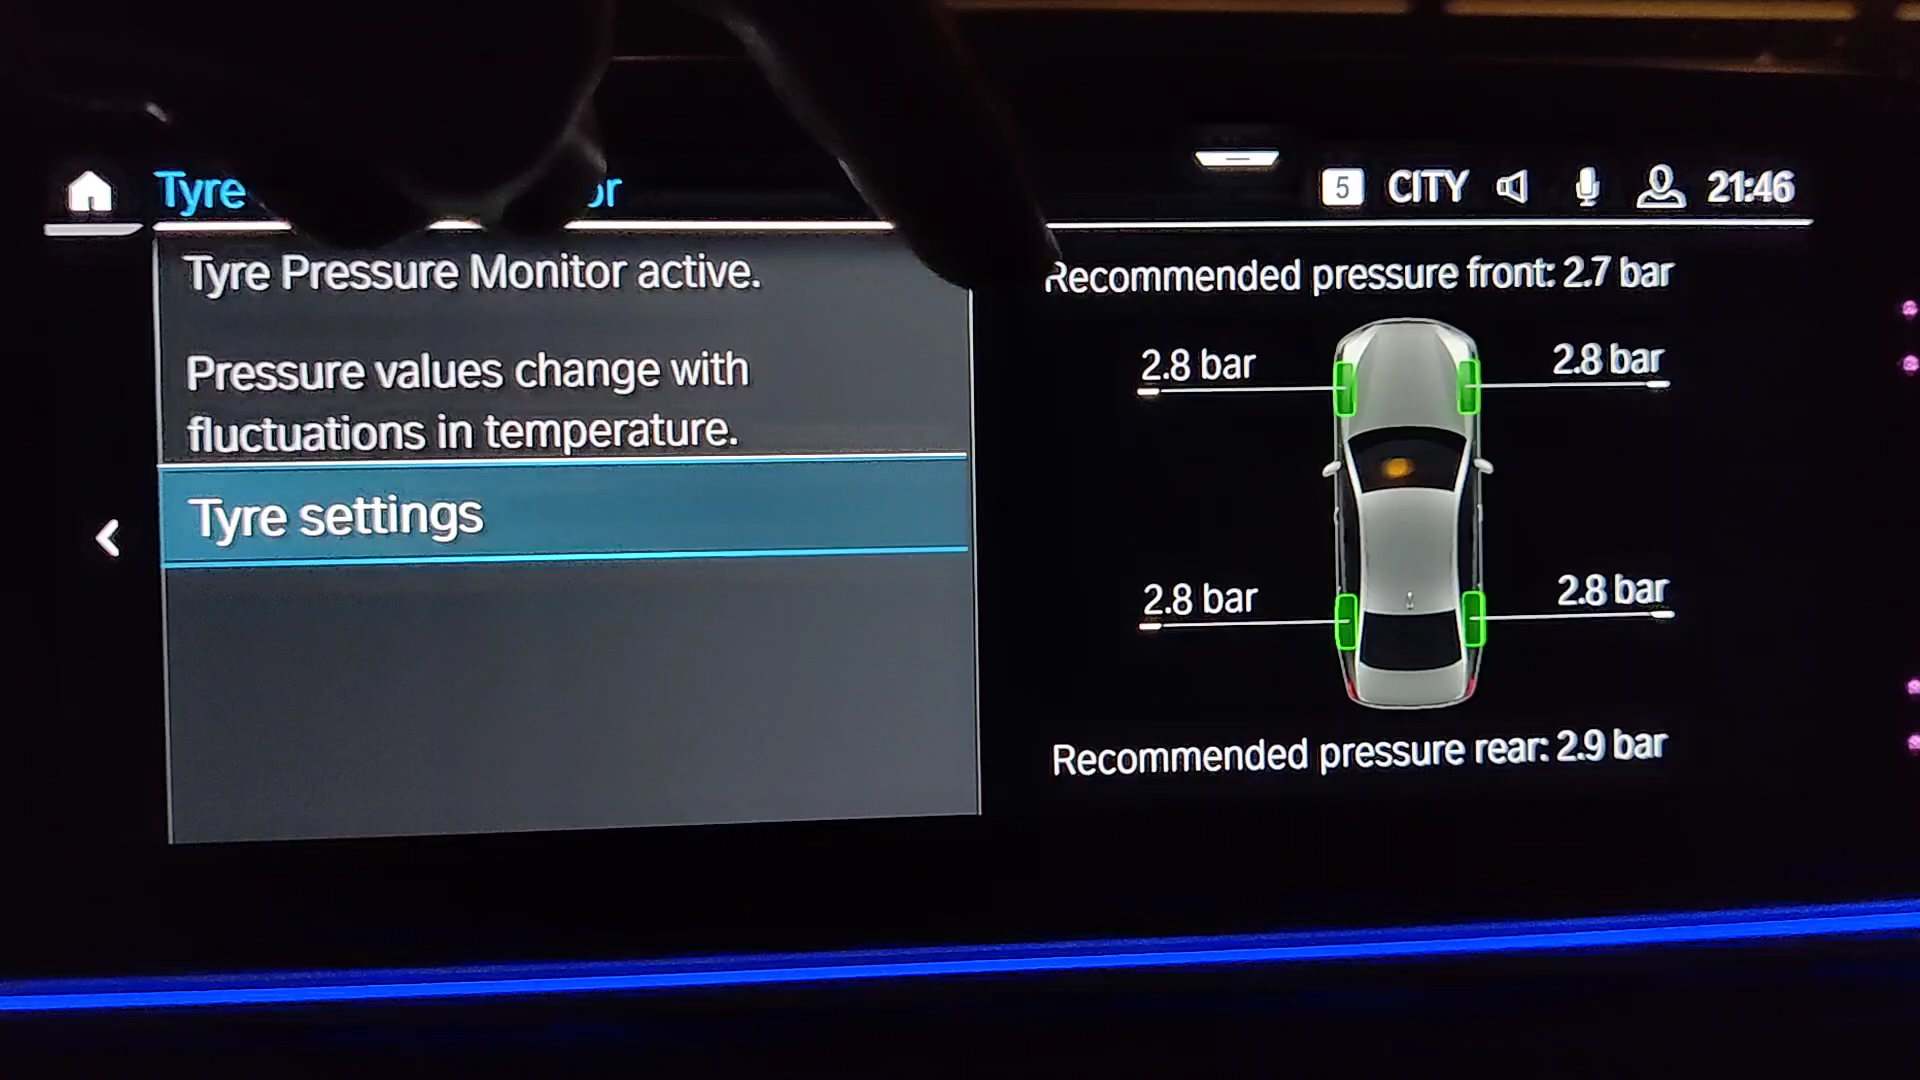 Tyre
5 CITY 21:46
Tyre Pressure Monitor active.
Pressure values change with
fluctuations in temperature.
Tyre settings
Recommended pressure front: 2.7 bar
2.8 bar 2.8 bar
2.8 bar 2.8 bar
Recommended pressure rear: 2.9 bar